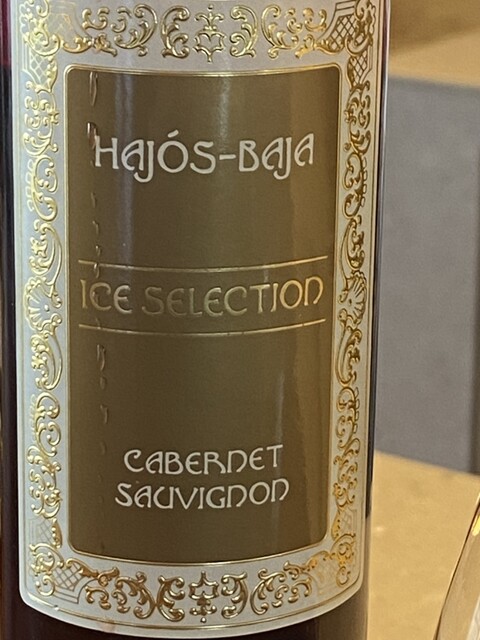 HAJÓS-BAJA
ICE SELECTION
CABERNET
SAUVIGNON